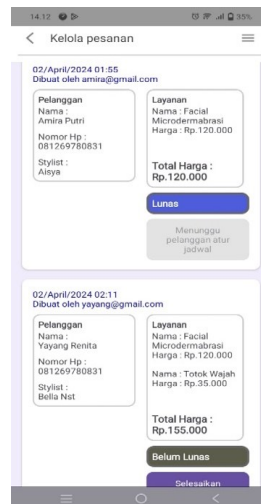 14.12
35%
Kelola pesanan
02/April/2024 01:55
Dibuat oleh amira@gmail.com
Pelanggan
Nama :
Amira Putri
Nomor Hp :
081269780831
Stylist :
Aisya
Layanan
Nama : Facial
Microdermabrasi
Harga : Rp.120.000
Total Harga :
Rp.120.000
Lunas
Menunggu
pelanggan atur
jadwal
02/April/2024 02:11
Dibuat oleh yayang@gmail.com
Pelanggan
Nama :
Yayang Renita
Nomor Hp :
081269780831
Stylist :
Bella Nst
Layanan
Nama : Facial
Microdermabrasi
Harga : Rp.120.000
Nama : Totok Wajah
Harga : Rp.35.000
Total Harga :
Rp.155.000
Belum Lunas
Selesaikan